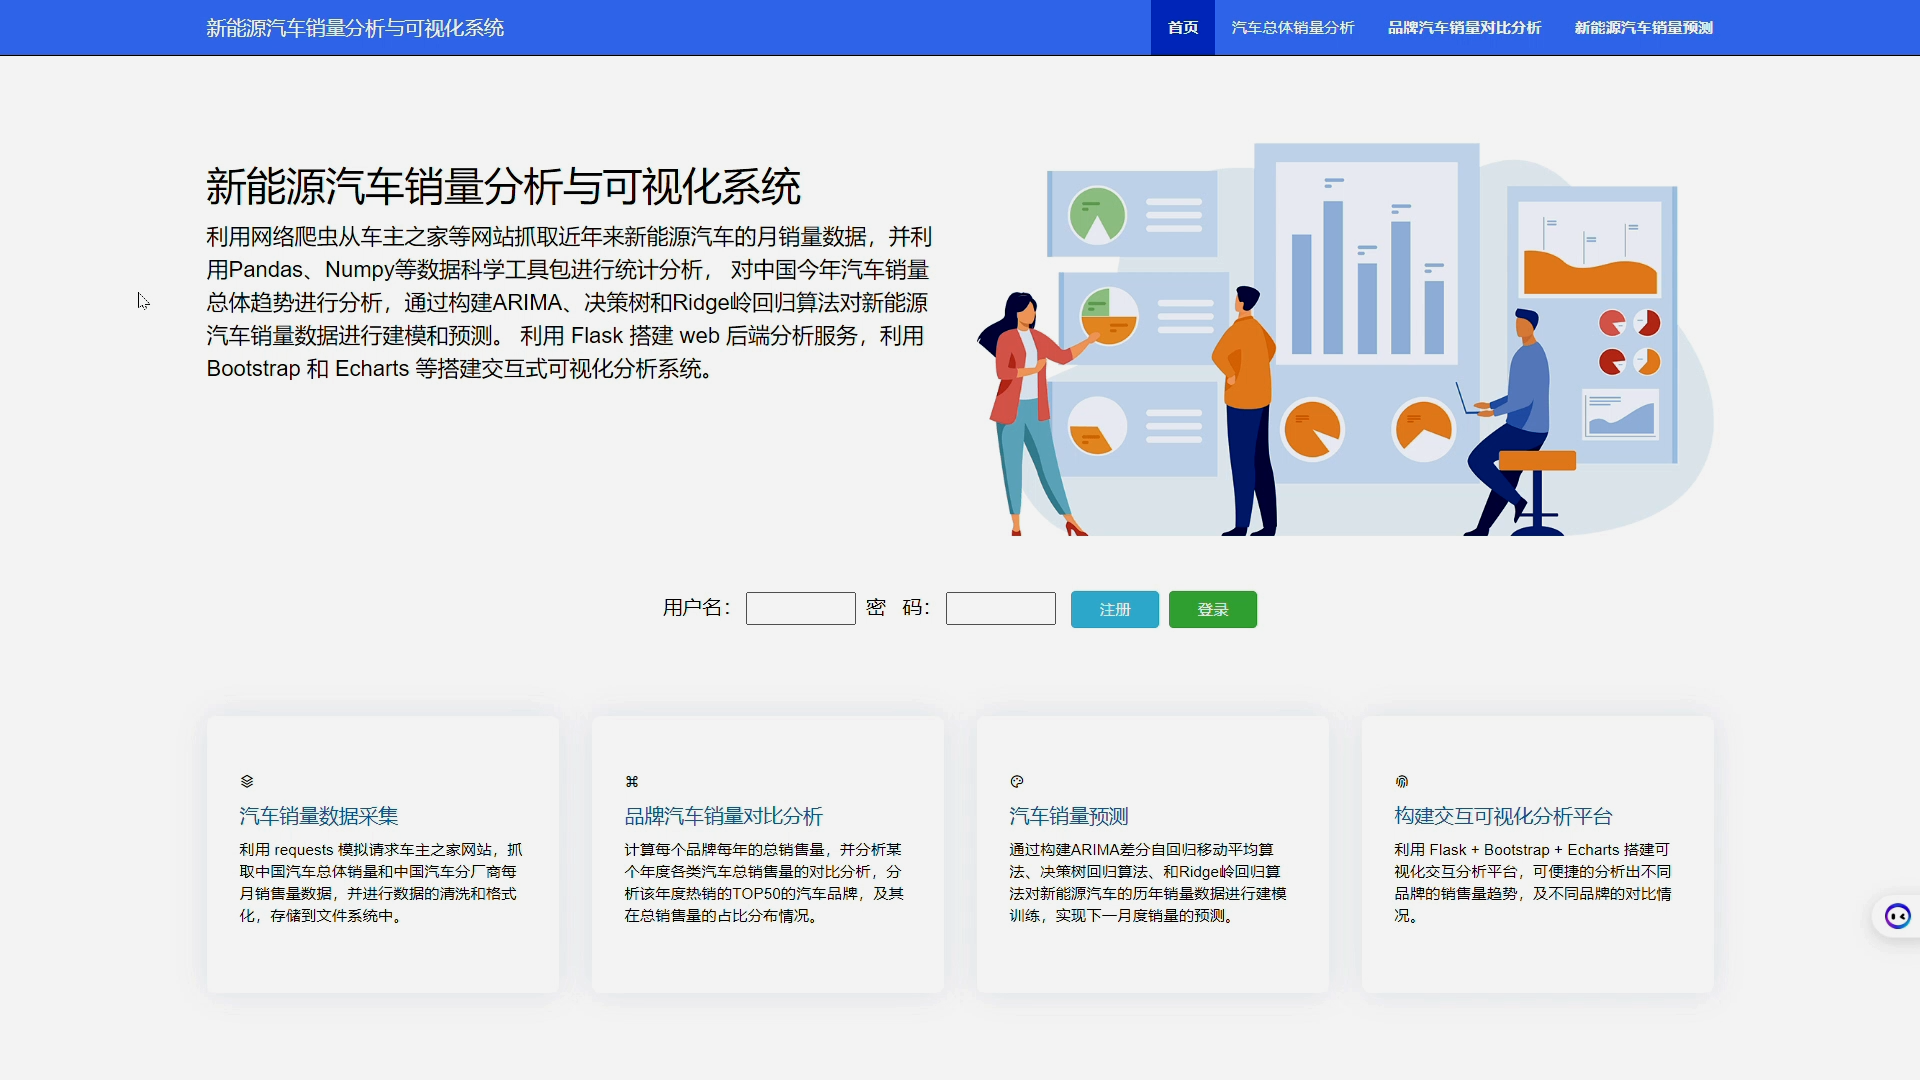 新能源汽车销量分析与可视化系统
首页 汽车总体销量分析 品牌汽车销量对比分析 新能源汽车销量预测
新能源汽车销量分析与可视化系统
利用网络爬虫从车主之家等网站抓取近年来新能源汽车的月销量数据，并利
用Pandas、Numpy等数据科学工具包进行统计分析， 对中国今年汽车销量
总体趋势进行分析，通过构建ARIMA、决策树和Ridge岭回归算法对新能源
汽车销量数据进行建模和预测。 利用 Flask 搭建 web 后端分析服务，利用
Bootstrap 和 Echarts 等搭建交互式可视化分析系统。
用户名： 密 码： 注册 登录
汽车销量数据采集
利用 requests 模拟请求车主之家网站，抓
取中国汽车总体销量和中国汽车分厂商每
月销售量数据，并进行数据的清洗和格式
化，存储到文件系统中。
品牌汽车销量对比分析
计算每个品牌每年的总销售量，并分析某
个年度各类汽车总销售量的对比分析，分
析该年度热销的TOP50的汽车品牌，及其
在总销售量的占比分布情况。
汽车销量预测
通过构建ARIMA差分自回归移动平均算
法、决策树回归算法、和Ridge岭回归算
法对新能源汽车的历年销量数据进行建模
训练，实现下一月度销量的预测。
构建交互可视化分析平台
利用 Flask + Bootstrap + Echarts 搭建可
视化交互分析平台，可便捷的分析出不同
品牌的销售量趋势，及不同品牌的对比情
况。